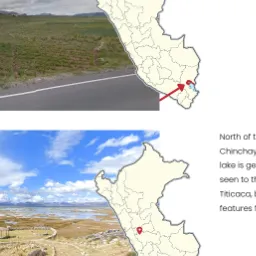 North of t
Chinchay
lake is ge
seen to th
Titicaca, l
features f